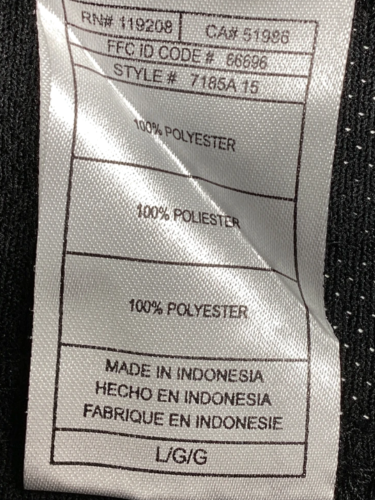 RN# 119208 CA# 51986
FFC ID CODE # 66696
STYLE # 7185A 15
100% POLYESTER
100% POLIESTER
100% POLYESTER
MADE IN INDONESIA
HECHO EN INDONESIA
FABRIQUE EN INDONESIE
L/G/G